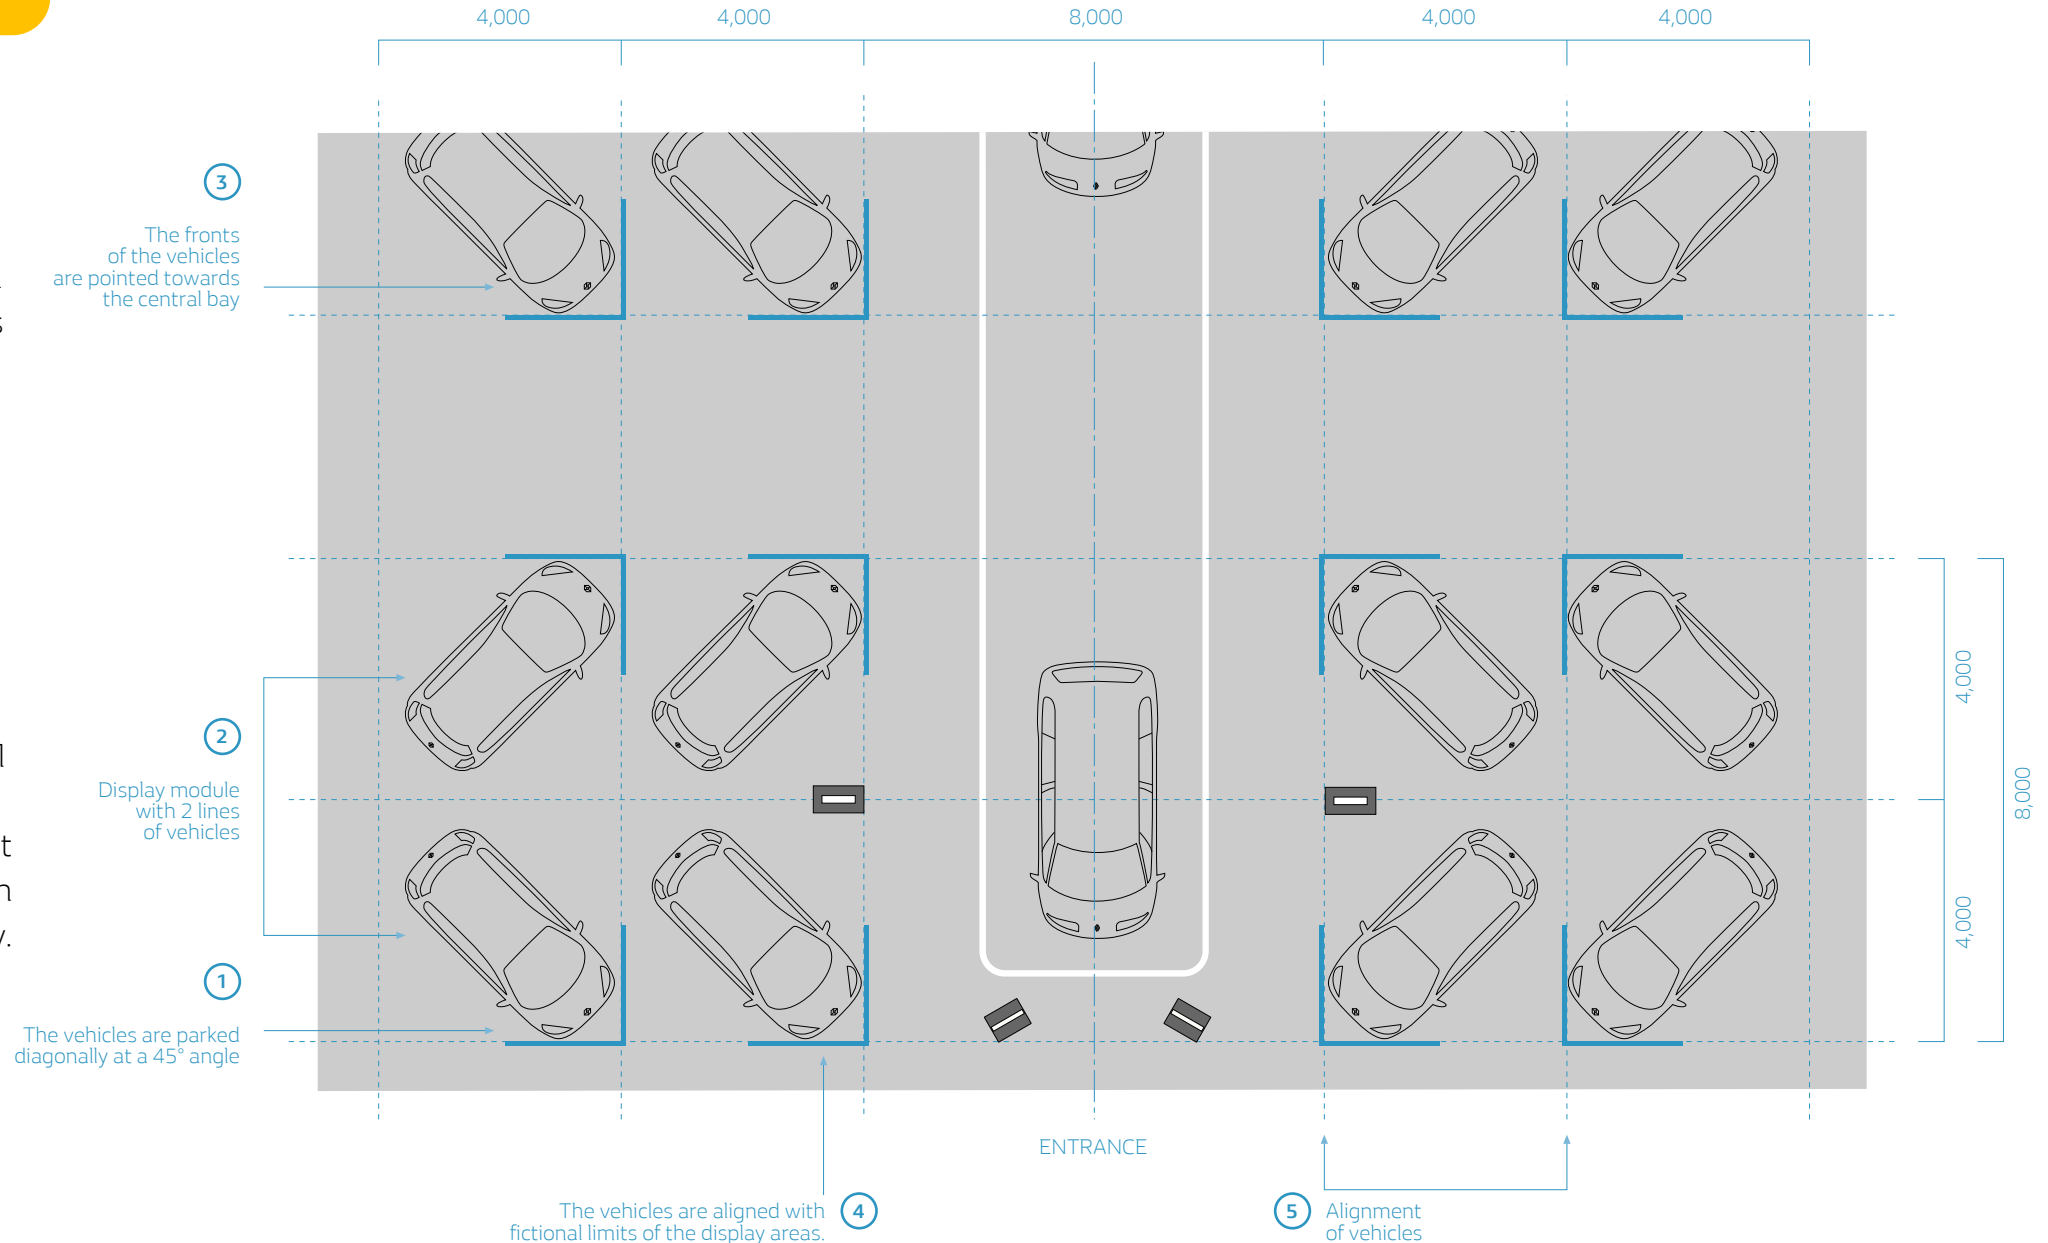 4,000
4,000
8,000
4,000
4,000
3
The fronts
of the vehicles
are pointed towards
the central bay
s
2
l
Display module
with 2 lines
of vehicles
t
n
y.
1
The vehicles are parked
diagonally at a 45° angle
4,000
4,000
8,000
ENTRANCE
The vehicles are aligned with
fictional limits of the display areas.
4
5
Alignment
of vehicles